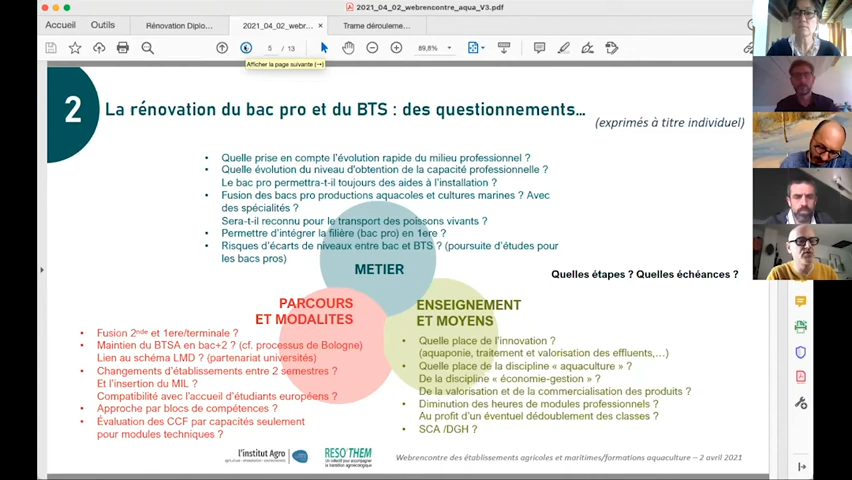 2021_04_02_webrencontre_aqua_V3.pdf
Accueil
Outils
Rénovation Diplo...
2021_04_02_webr... ×
Trame dérouleme...
5 / 13
89,8%
Afficher la page suivante (→)
2
La rénovation du bac pro et du BTS : des questionnements...
(exprimés à titre individuel)
• Quelle prise en compte l'évolution rapide du milieu professionnel ?
• Quelle évolution du niveau d'obtention de la capacité professionnelle ?
Le bac pro permettra-t-il toujours des aides à l'installation ?
• Fusion des bacs pro productions aquacoles et cultures marines ? Avec
des spécialités ?
Sera-t-il reconnu pour le transport des poissons vivants ?
• Permettre d'intégrer la filière (bac pro) en 1ere ?
• Risques d'écarts de niveaux entre bac et BTS ? (poursuite d'études pour
les bacs pros)
METIER
Quelles étapes ? Quelles échéances ?
PARCOURS
ET MODALITES
• Fusion 2nde et 1ere/terminale ?
• Maintien du BTSA en bac+2 ? (cf. processus de Bologne)
Lien au schéma LMD ? (partenariat universités)
• Changements d'établissements entre 2 semestres ?
Et l'insertion du MIL ?
Compatibilité avec l'accueil d'étudiants européens ?
• Approche par blocs de compétences ?
• Évaluation des CCF par capacités seulement
pour modules techniques ?
ENSEIGNEMENT
ET MOYENS
• Quelle place de l'innovation ?
(aquaponie, traitement et valorisation des effluents,...)
• Quelle place de la discipline « aquaculture » ?
De la discipline « économie-gestion » ?
De la valorisation et de la commercialisation des produits ?
• Diminution des heures de modules professionnels ?
Au profit d'un éventuel dédoublement des classes ?
• SCA /DGH ?
l'institut Agro
RESO'THEM
Webrencontre des établissements agricoles et maritimes/formations aquaculture – 2 avril 2021